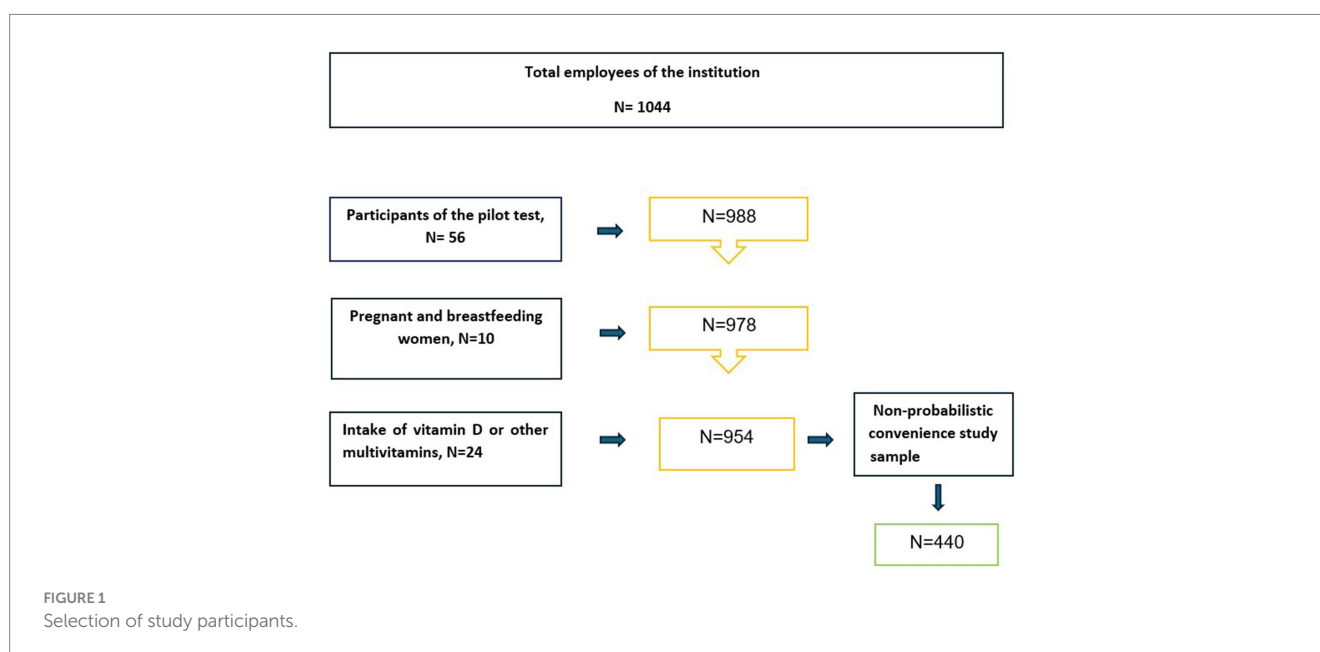 Total employees of the institution
N= 1044
Participants of the pilot test,
N= 56
N=988
Pregnant and breastfeeding
women, N=10
N=978
Intake of vitamin D or other
multivitamins, N=24
N=954
Non-probabilistic
convenience study
sample
N=440
FIGURE 1
Selection of study participants.